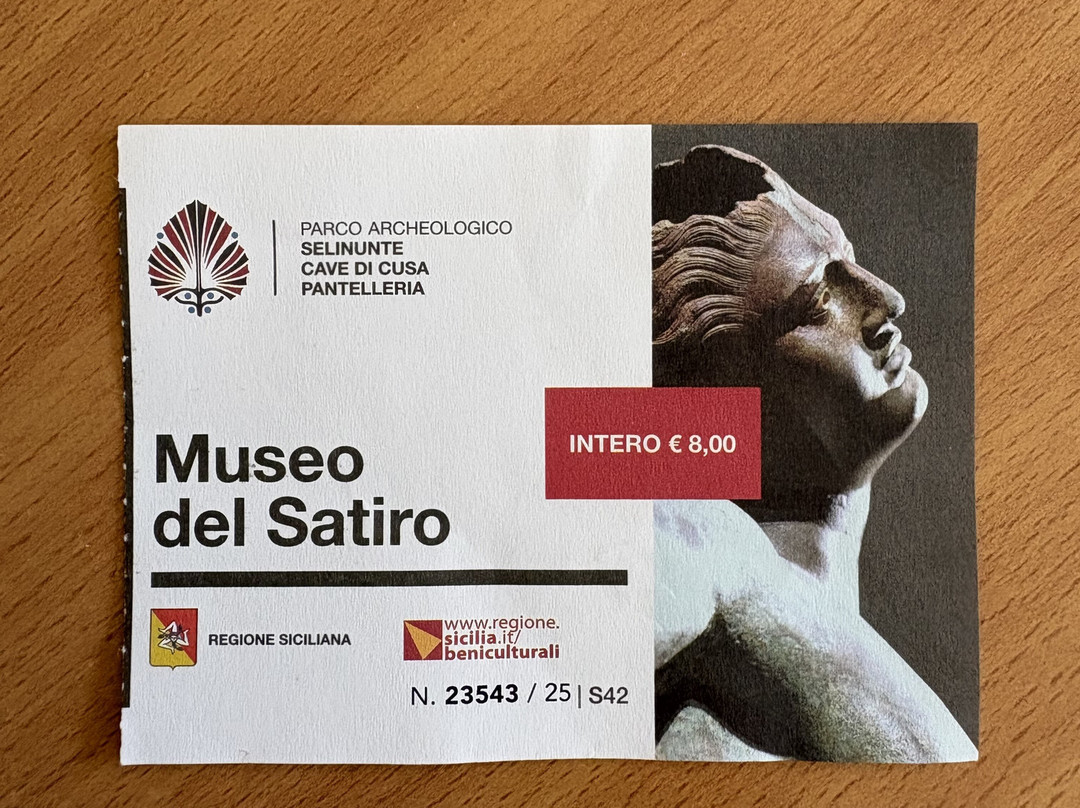 PARCO ARCHEOLOGICO
SELINUNTE
CAVE DI CUSA
PANTELLERIA
INTERO € 8,00
Museo
del Satiro
REGIONE SICILIANA
www.regione.
sicilia.it/
beniculturali
N. 23543 / 25 | S42